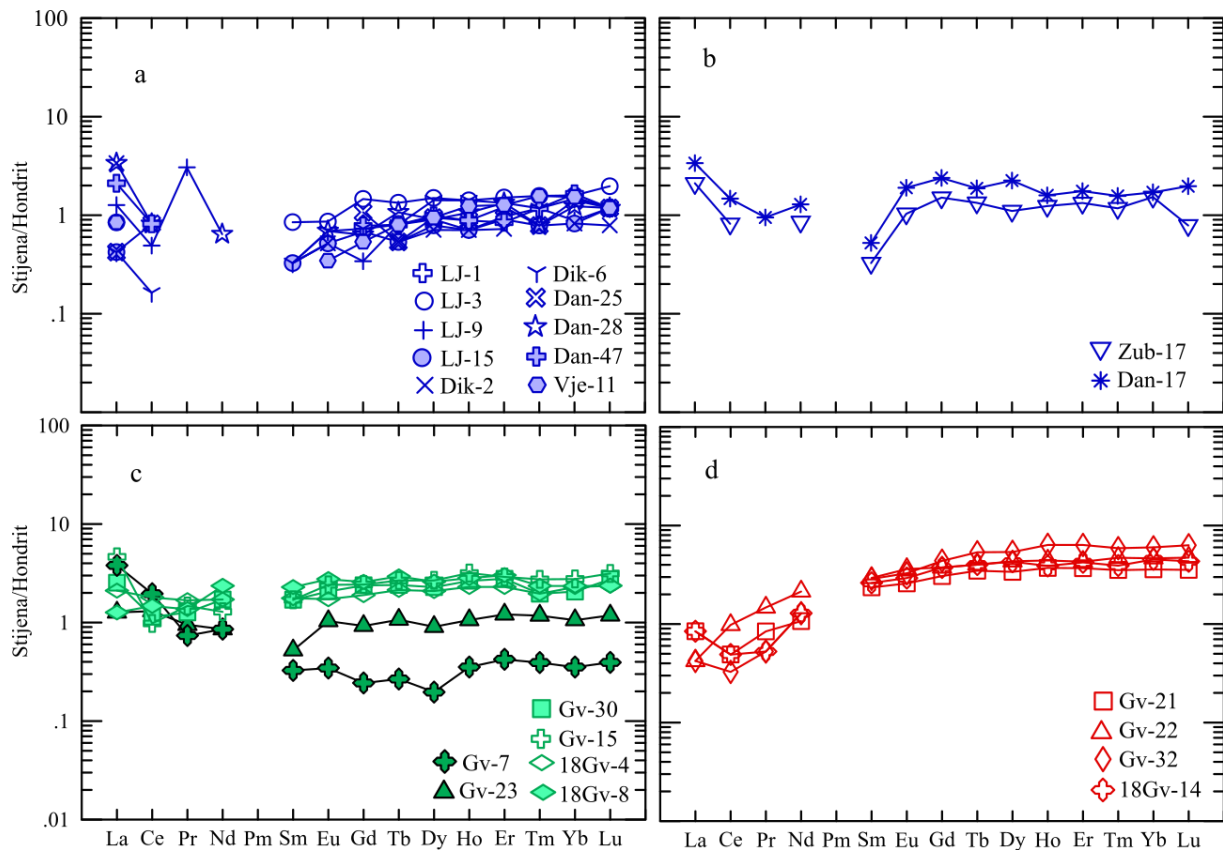 100
10
1
.1
Stijena/Hondrit
a
LJ-1
LJ-3
LJ-9
LJ-15
Dik-2
Dik-6
Dan-25
Dan-28
Dan-47
Vje-11
b
Zub-17
Dan-17
100
10
1
.1
.01
Stijena/Hondrit
c
Gv-7
Gv-23
Gv-30
Gv-15
18Gv-4
18Gv-8
La Ce Pr Nd Pm Sm Eu Gd Tb Dy Ho Er Tm Yb Lu
d
Gv-21
Gv-22
Gv-32
18Gv-14
La Ce Pr Nd Pm Sm Eu Gd Tb Dy Ho Er Tm Yb Lu